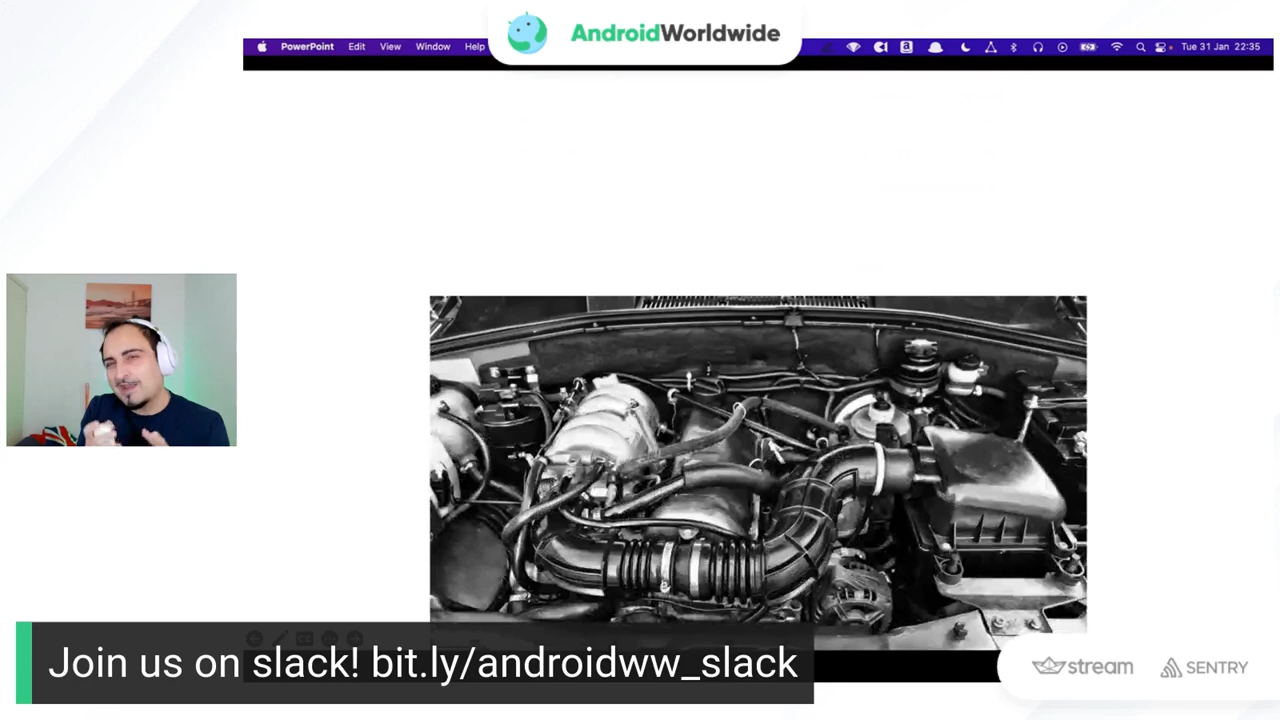 AndroidWorldwide
PowerPoint Edit View Window Help
Tue 31 Jan 22:35
Join us on slack! bit.ly/androidww_slack
stream
SENTRY